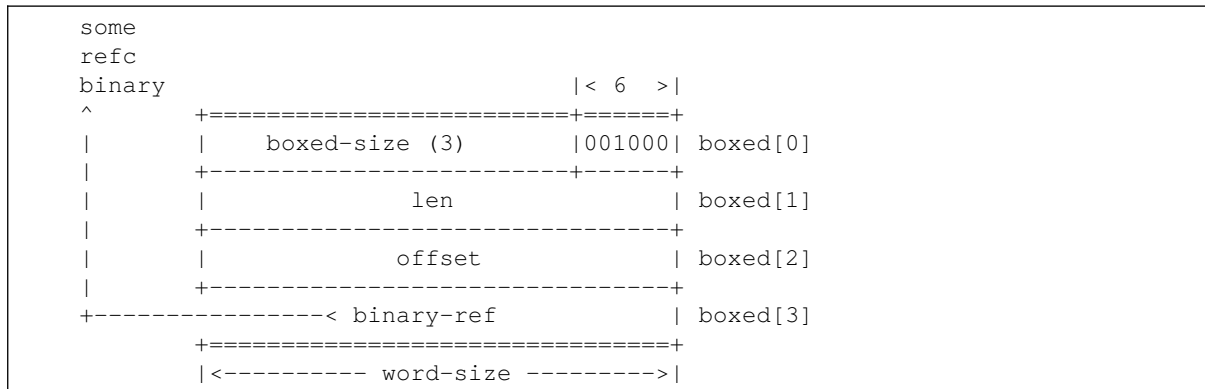 some
refc
binary                            |< 6  >|
^       +=========================+======+
|       |    boxed-size (3)       |001000| boxed[0]
|       +-------------------------+------+
|       |              len               | boxed[1]
|       +--------------------------------+
|       |             offset             | boxed[2]
|       +--------------------------------+
+----------------< binary-ref            | boxed[3]
        +================================+
        |<---------- word-size --------->|